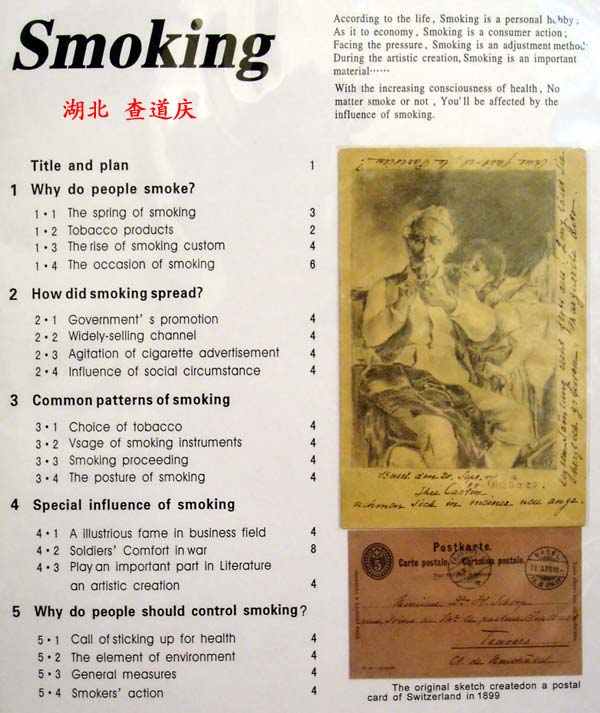 Smoking
湖北 查道庆
According to the life, Smoking is a personal hobby;
As it to economy, Smoking is a consumer action;
Facing the pressure, Smoking is an adjustment method;
During the artistic creation, Smoking is an important
material······
With the increasing consciousness of health, No
matter smoke or not, You'll be affected by the
influence of smoking.
Title and plan 1
1 Why do people smoke?
1·1 The spring of smoking 3
1·2 Tobacco products 2
1·3 The rise of smoking custom 4
1·4 The occasion of smoking 6
2 How did smoking spread?
2·1 Government's promotion 4
2·2 Widely-selling channel 4
2·3 Agitation of cigarette advertisement 4
2·4 Influence of social circumstance 4
3 Common patterns of smoking
3·1 Choice of tobacco 4
3·2 Vsage of smoking instruments 4
3·3 Smoking proceeding 4
3·4 The posture of smoking 4
4 Special influence of smoking
4·1 A illustrious fame in business field 4
4·2 Soldiers' Comfort in war 8
4·3 Play an important part in Literature
an artistic creation 4
5 Why do people should control smoking?
5·1 Call of sticking up for health 4
5·2 The element of environment 4
5·3 General measures 4
5·4 Smokers' action 4
Basel den 20. Sept.
nehmen Sich in meiner neu ange.
Postkarte.
Carte postale. Cartolina postale.
5
BASEL
The original sketch createdon a postal
card of Switzerland in 1899